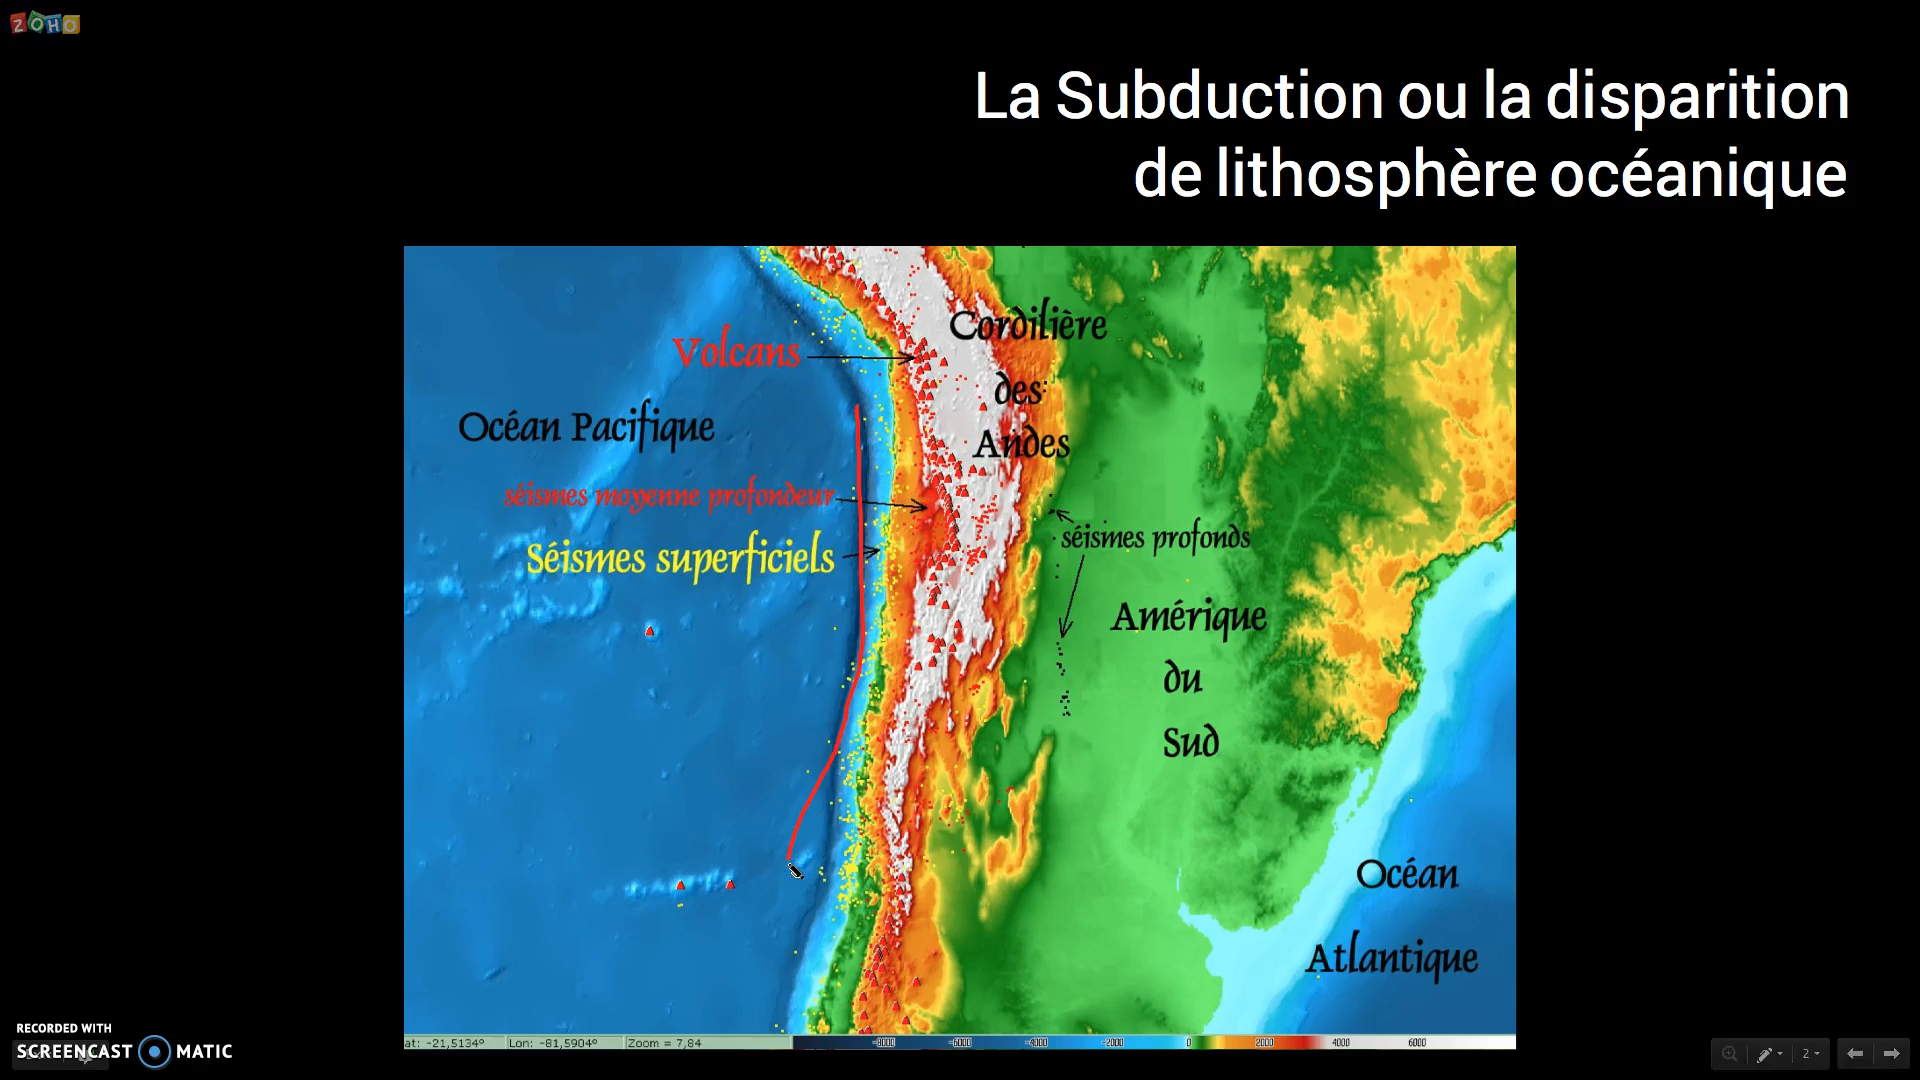 ZOHO
La Subduction ou la disparition
de lithosphère océanique
Volcans
Cordilière
des
Andes
Océan Pacifique
séismes moyenne profondeur
Séismes superficiels
séismes profonds
Amérique
du
Sud
Océan
Atlantique
at: -21,5134° Lon: -81,5904° Zoom = 7,84 -8000 -6000 -4000 -2000 0 2000 4000 6000
RECORDED WITH
SCREENCAST MATIC
2